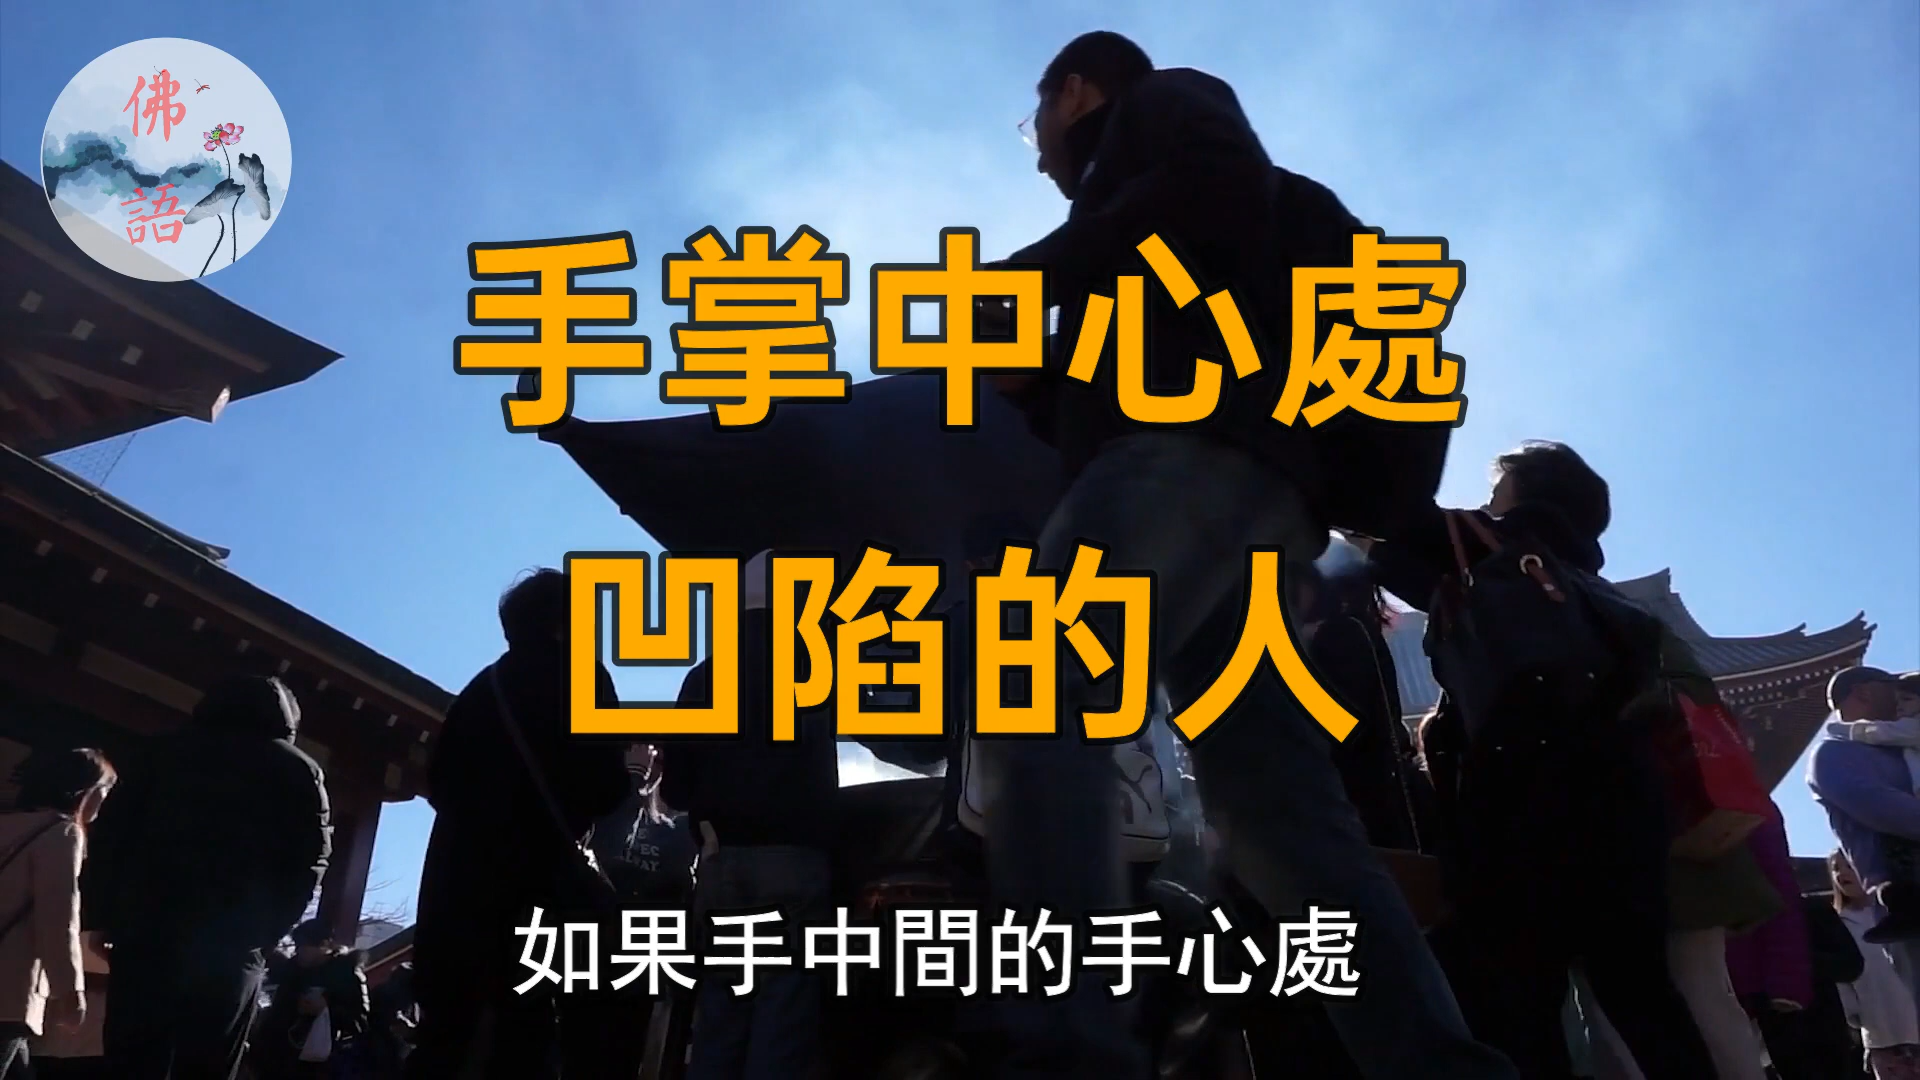 佛
語
手掌中心處
凹陷的人
如果手中間的手心處